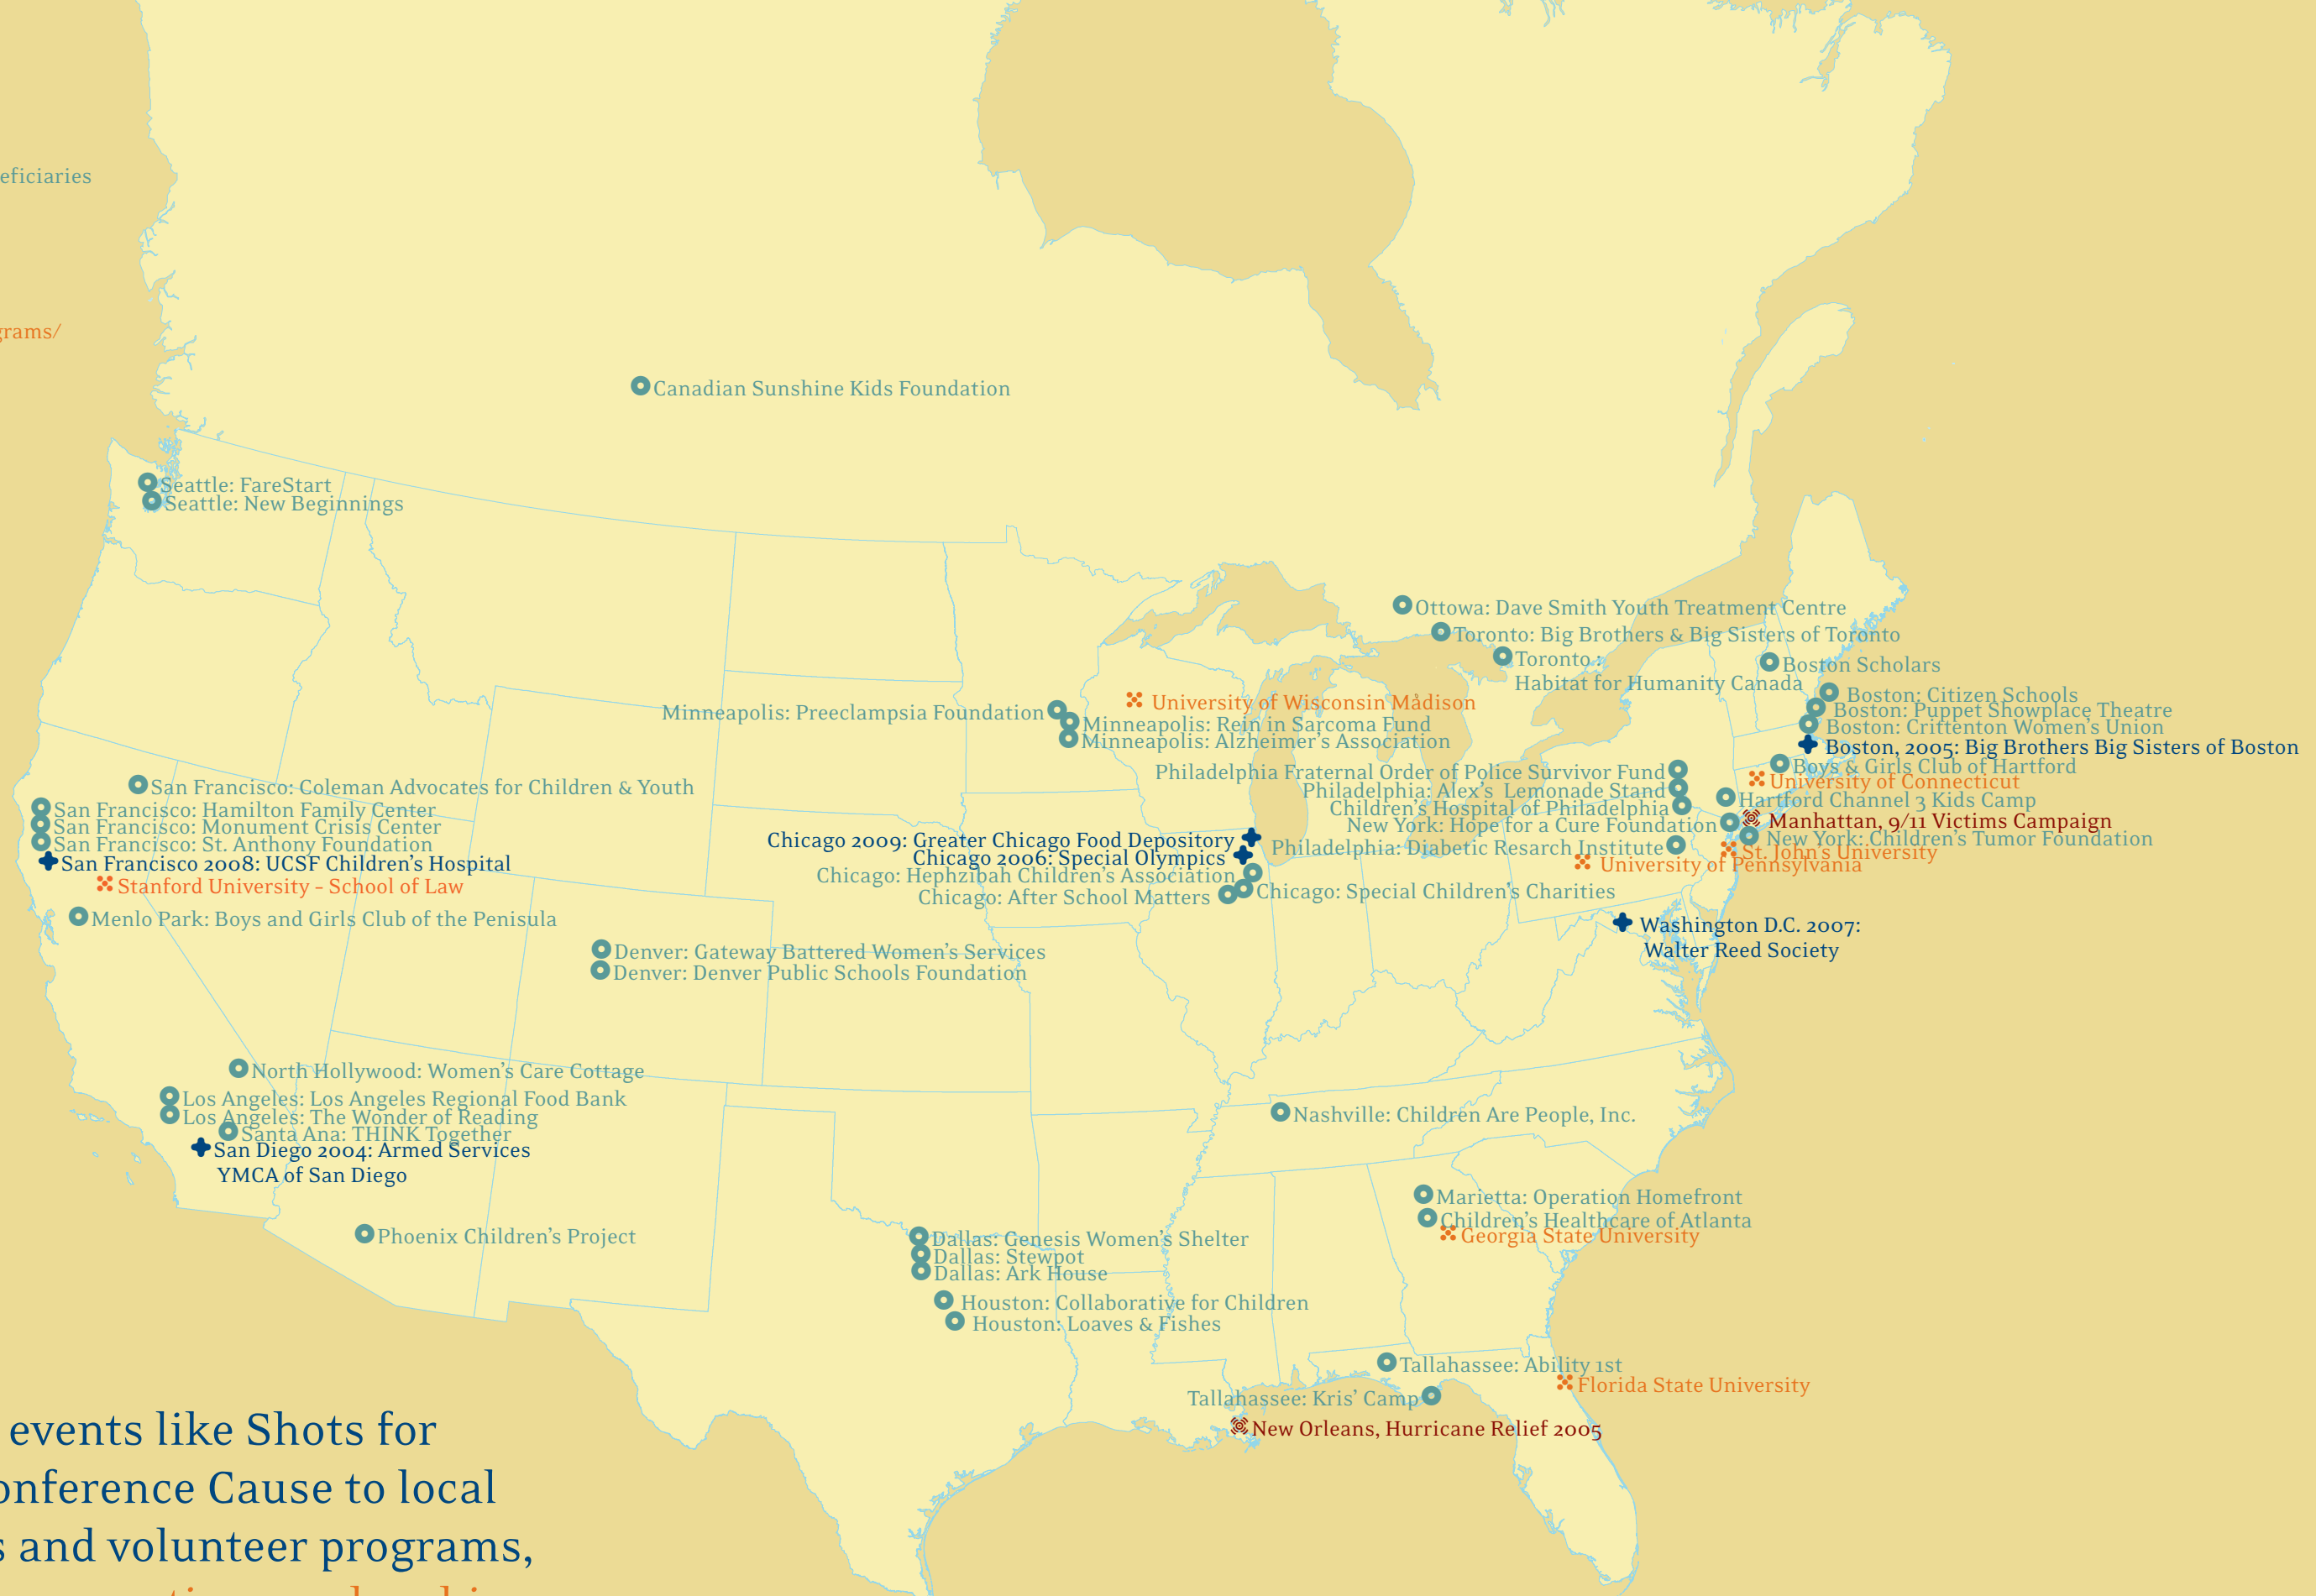 eficiaries
grams/
Canadian Sunshine Kids Foundation
Seattle: FareStart
Seattle: New Beginnings
Ottowa: Dave Smith Youth Treatment Centre
Toronto: Big Brothers & Big Sisters of Toronto
Toronto :
Habitat for Humanity Canada
Boston Scholars
Boston: Citizen Schools
Boston: Puppet Showplace Theatre
Boston: Crittenton Women's Union
Boston, 2005: Big Brothers Big Sisters of Boston
Boys & Girls Club of Hartford
University of Connecticut
Hartford Channel 3 Kids Camp
Manhattan, 9/11 Victims Campaign
New York: Children's Tumor Foundation
St. John's University
University of Pennsylvania
University of Wisconsin Madison
Minneapolis: Preeclampsia Foundation
Minneapolis: Rein in Sarcoma Fund
Minneapolis: Alzheimer's Association
Philadelphia Fraternal Order of Police Survivor Fund
Philadelphia: Alex's Lemonade Stand
Children's Hospital of Philadelphia
New York: Hope for a Cure Foundation
Philadelphia: Diabetic Resarch Institute
Chicago 2009: Greater Chicago Food Depository
Chicago 2006: Special Olympics
Chicago: Hephzibah Children's Association
Chicago: Special Children's Charities
Chicago: After School Matters
Washington D.C. 2007:
Walter Reed Society
San Francisco: Coleman Advocates for Children & Youth
San Francisco: Hamilton Family Center
San Francisco: Monument Crisis Center
San Francisco: St. Anthony Foundation
San Francisco 2008: UCSF Children's Hospital
Stanford University - School of Law
Menlo Park: Boys and Girls Club of the Penisula
Denver: Gateway Battered Women's Services
Denver: Denver Public Schools Foundation
North Hollywood: Women's Care Cottage
Los Angeles: Los Angeles Regional Food Bank
Los Angeles: The Wonder of Reading
Santa Ana: THINK Together
San Diego 2004: Armed Services
YMCA of San Diego
Phoenix Children's Project
Nashville: Children Are People, Inc.
Marietta: Operation Homefront
Children's Healthcare of Atlanta
Georgia State University
Dallas: Genesis Women's Shelter
Dallas: Stewpot
Dallas: Ark House
Houston: Collaborative for Children
Houston: Loaves & Fishes
Tallahassee: Ability 1st
Florida State University
Tallahassee: Kris' Camp
New Orleans, Hurricane Relief 2005
events like Shots for
onference Cause to local
s and volunteer programs,